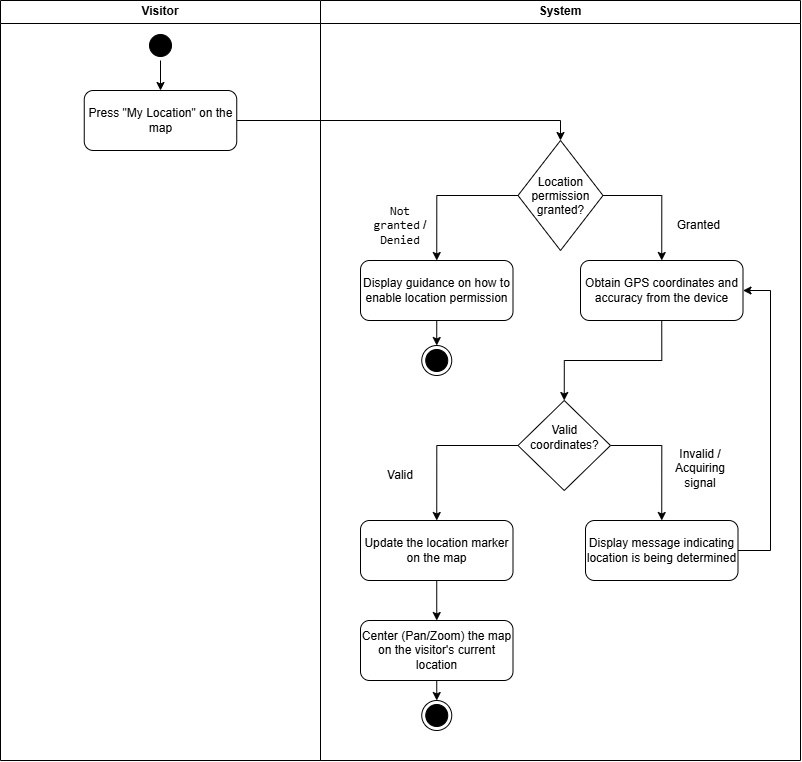 Visitor
System
Press "My Location" on the
map
Location
permission
granted?
Not
granted /
Denied
Granted
Display guidance on how to
enable location permission
Obtain GPS coordinates and
accuracy from the device
Valid
coordinates?
Valid
Invalid /
Acquiring
signal
Update the location marker
on the map
Display message indicating
location is being determined
Center (Pan/Zoom) the map
on the visitor's current
location